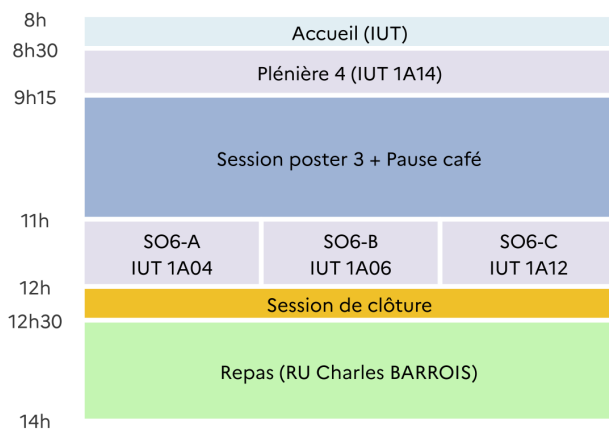 8h
Accueil (IUT)
8h30
Plénière 4 (IUT 1A14)
9h15
Session poster 3 + Pause café
11h
SO6-A
IUT 1A04
SO6-B
IUT 1A06
SO6-C
IUT 1A12
12h
Session de clôture
12h30
Repas (RU Charles BARROIS)
14h